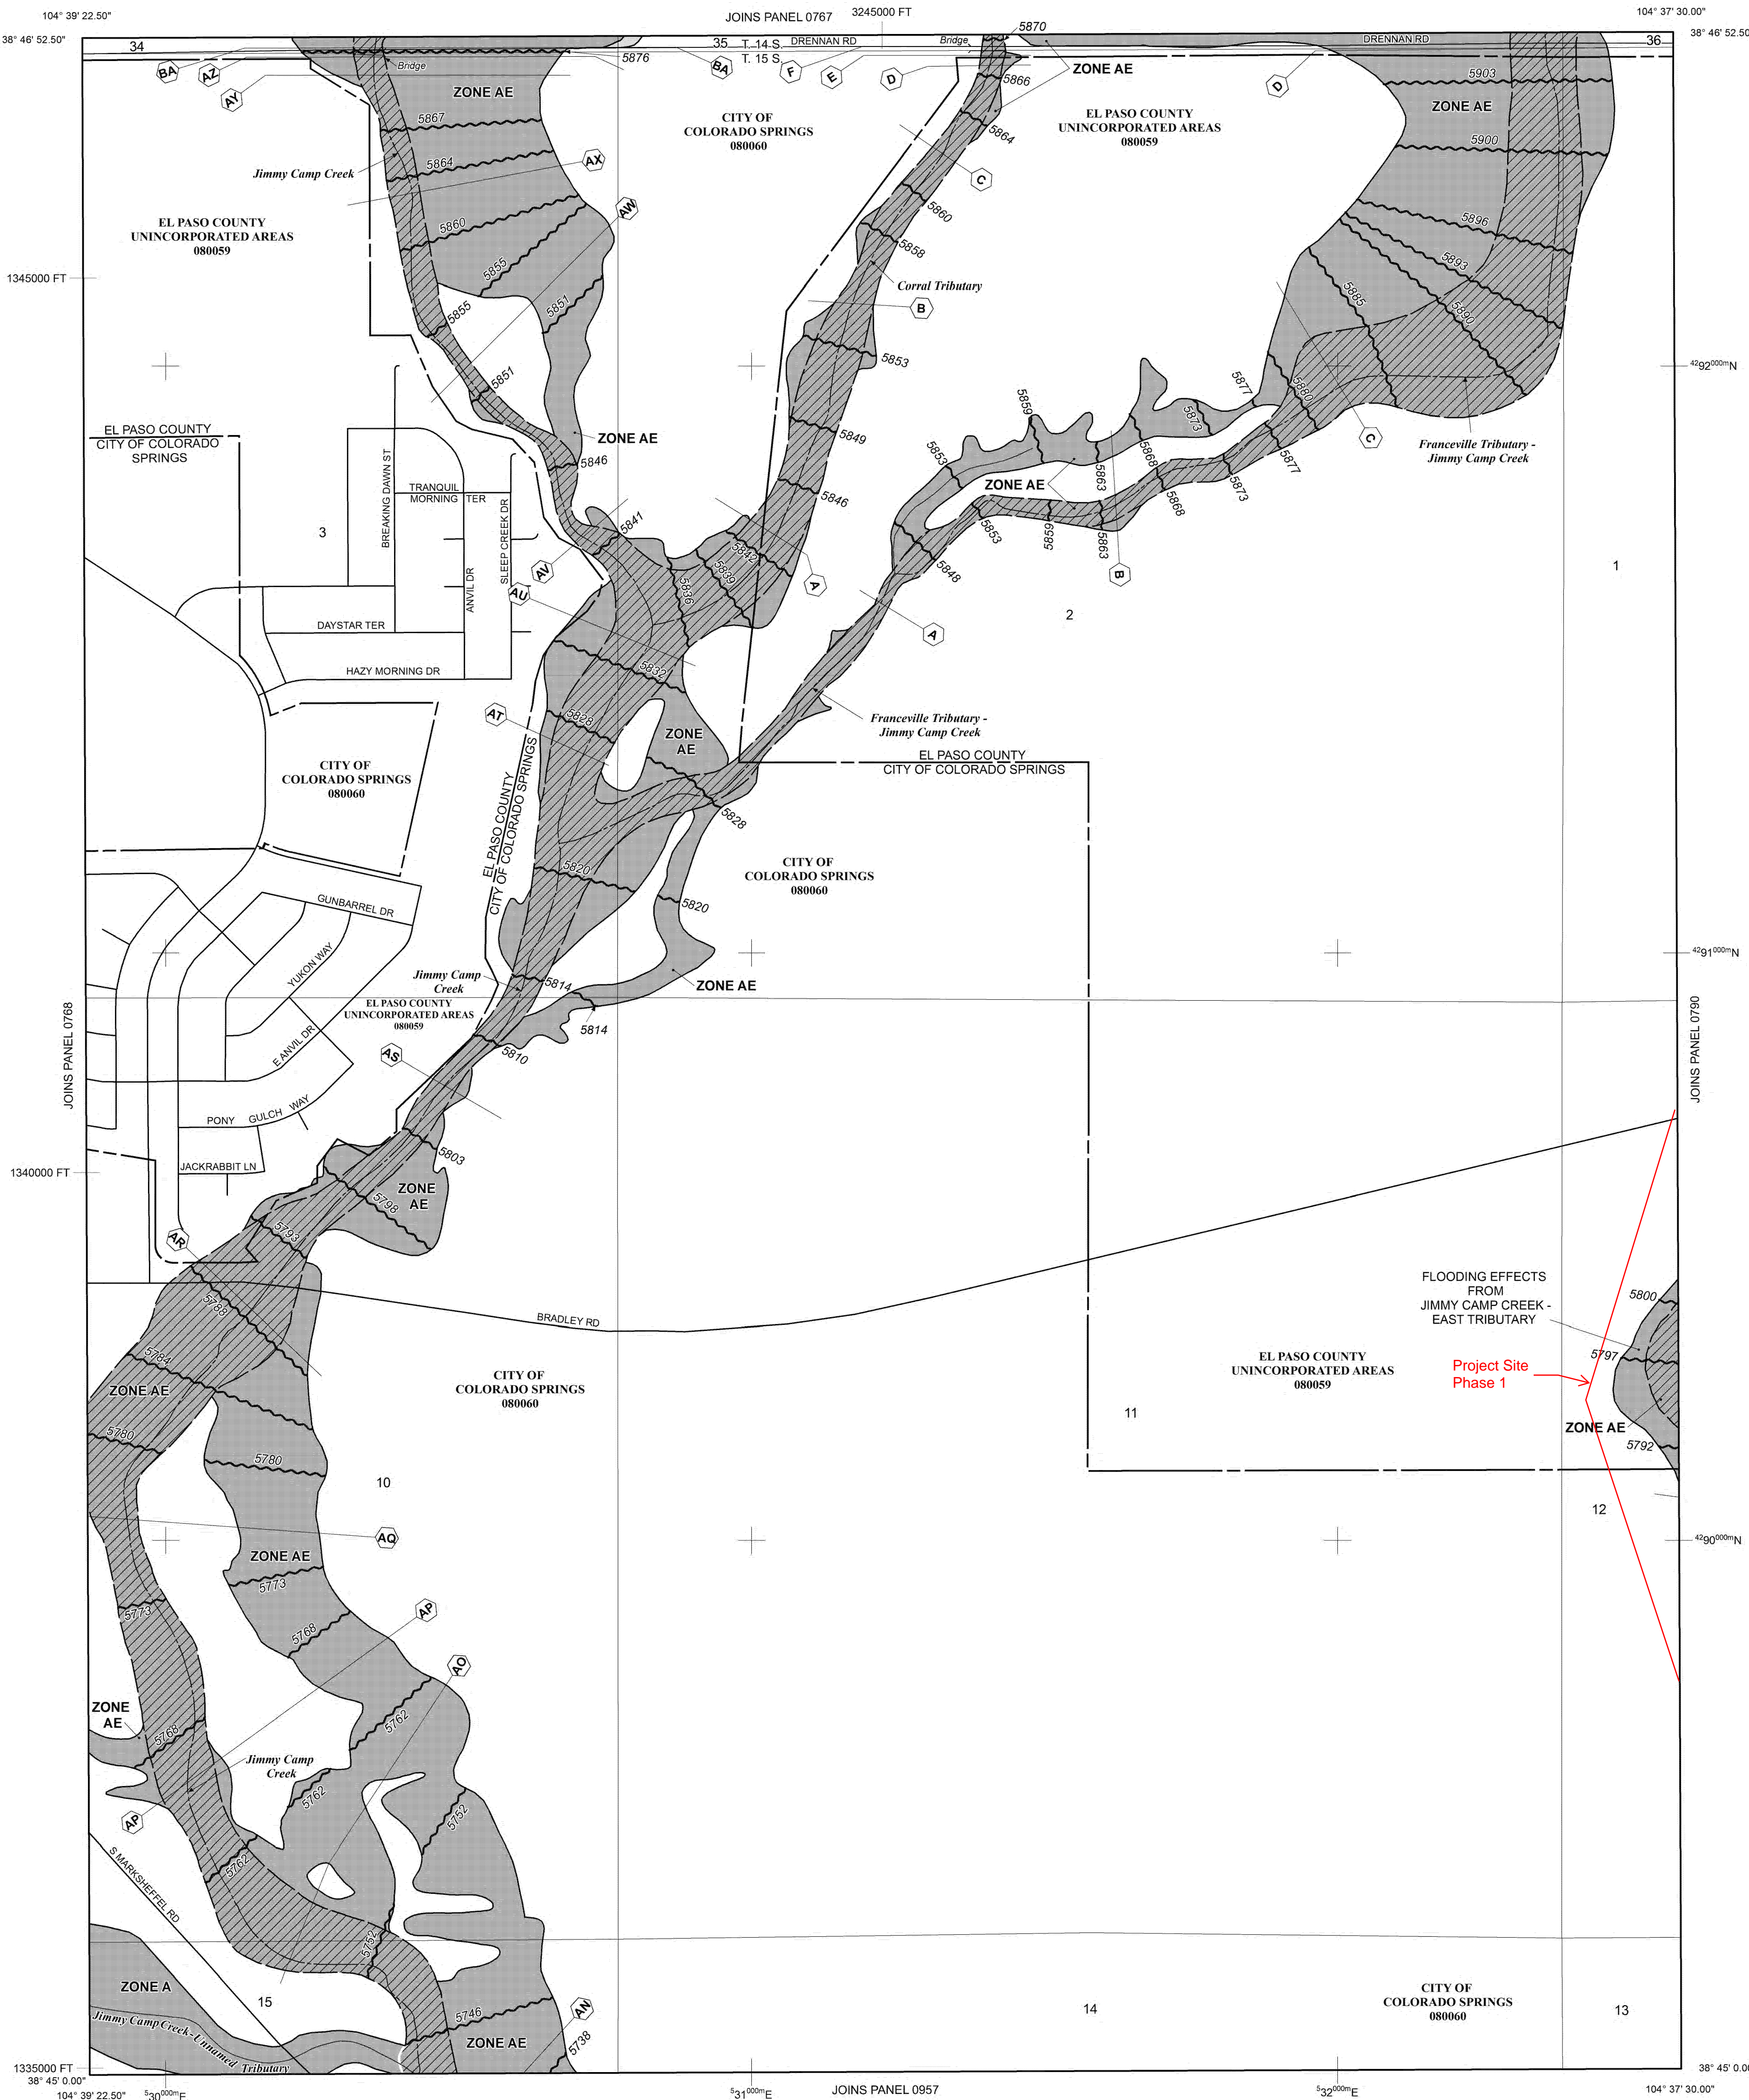 104° 39' 22.50"
JOINS PANEL 0767
3245000 FT
104° 37' 30.00"
38° 46' 52.50"
38° 46' 52.50
34
35
T. 14 S.
T. 15 S.
DRENNAN RD
Bridge
5870
DRENNAN RD
36
BA
AZ
AY
Bridge
5876
BA
F
E
D
5866
ZONE AE
D
5903
ZONE AE
ZONE AE
5867
CITY OF
COLORADO SPRINGS
080060
5864
EL PASO COUNTY
UNINCORPORATED AREAS
080059
5900
Jimmy Camp Creek
5864
AX
C
AW
5860
5896
EL PASO COUNTY
UNINCORPORATED AREAS
080059
5860
5858
5893
5855
1345000 FT
Corral Tributary
5885
5851
B
5855
5890
5853
4292000mN
5851
5877
5880
5859
5873
EL PASO COUNTY
CITY OF COLORADO
SPRINGS
ZONE AE
5849
C
Franceville Tributary -
Jimmy Camp Creek
5846
5853
5868
5877
BREAKING DAWN ST
TRANQUIL
MORNING TER
ZONE AE
5863
5873
5846
5868
SLEEP CREEK DR
3
5841
5853
5859
5863
5842
5839
AV
5848
B
1
ANVIL DR
AU
5836
A
2
DAYSTAR TER
A
HAZY MORNING DR
5832
AT
5828
Franceville Tributary -
Jimmy Camp Creek
ZONE
AE
EL PASO COUNTY
CITY OF COLORADO SPRINGS
CITY OF
COLORADO SPRINGS
080060
EL PASO COUNTY
CITY OF COLORADO SPRINGS
5828
5820
CITY OF
COLORADO SPRINGS
080060
GUNBARREL DR
5820
YUKON WAY
4291000mN
Jimmy Camp
Creek
5814
ZONE AE
EL PASO COUNTY
UNINCORPORATED AREAS
080059
JOINS PANEL 0768
JOINS PANEL 0790
E ANVIL DR
5814
AS
5810
PONY GULCH WAY
5803
JACKRABBIT LN
1340000 FT
ZONE
AE
5798
5793
AR
5788
FLOODING EFFECTS
FROM
JIMMY CAMP CREEK -
EAST TRIBUTARY
5800
BRADLEY RD
5784
5797
EL PASO COUNTY
UNINCORPORATED AREAS
080059
Project Site
Phase 1
ZONE AE
CITY OF
COLORADO SPRINGS
080060
11
ZONE AE
5780
5792
5780
10
12
AQ
4290000mN
ZONE AE
5773
5773
AP
5768
AO
ZONE
AE
5768
5762
Jimmy Camp
Creek
5762
AP
5752
S MARKSHEFFEL RD
5762
5752
ZONE A
15
CITY OF
COLORADO SPRINGS
080060
14
13
5746
AN
Jimmy Camp Creek - Unnamed Tributary
ZONE AE
5738
1335000 FT
38° 45' 0.00"
38° 45' 0.00
104° 39' 22.50"
530000mE
531000mE
JOINS PANEL 0957
532000mE
104° 37' 30.00"